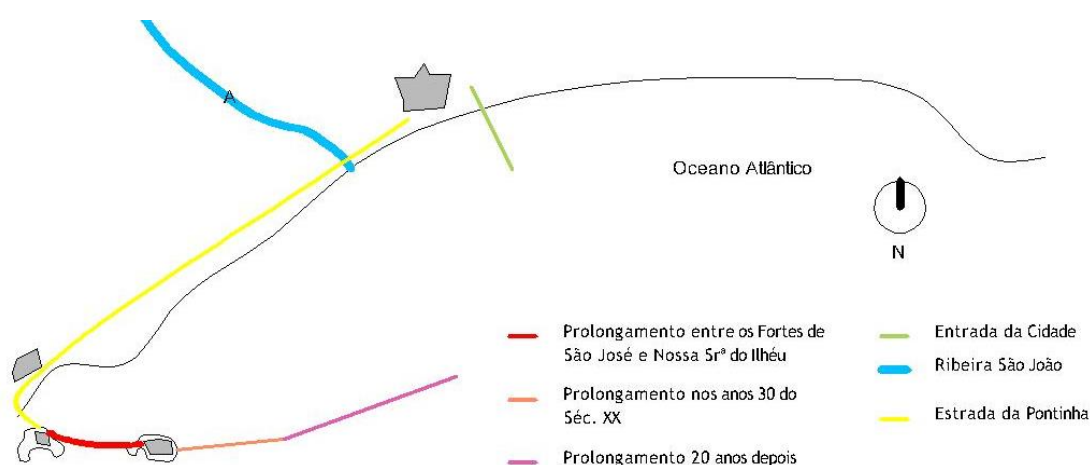 A
Oceano Atlântico
N
Prolongamento entre os Fortes de
São José e Nossa Srª do Ilhéu
Prolongamento nos anos 30 do
Séc. XX
Prolongamento 20 anos depois
Entrada da Cidade
Ribeira São João
Estrada da Pontinha